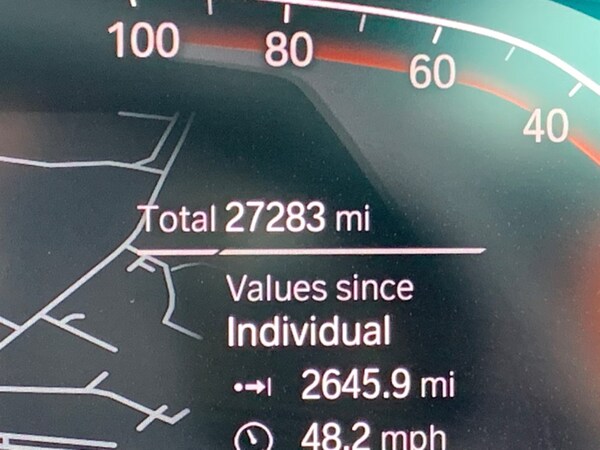 100 80 60 40
Total 27283 mi
Values since
Individual
2645.9 mi
48.2 mph